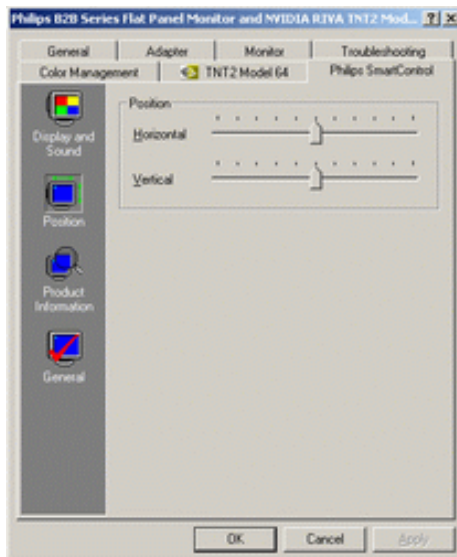 Philips B2B Series Flat Panel Monitor and NVIDIA RIVA TNT2 Mod...
General
Adapter
Monitor
Troubleshooting
Color Management
TNT2 Model 64
Philips SmartControl
Display and
Sound
Position
Product
Information
General
Position
Horizontal
Vertical
OK
Cancel
Apply